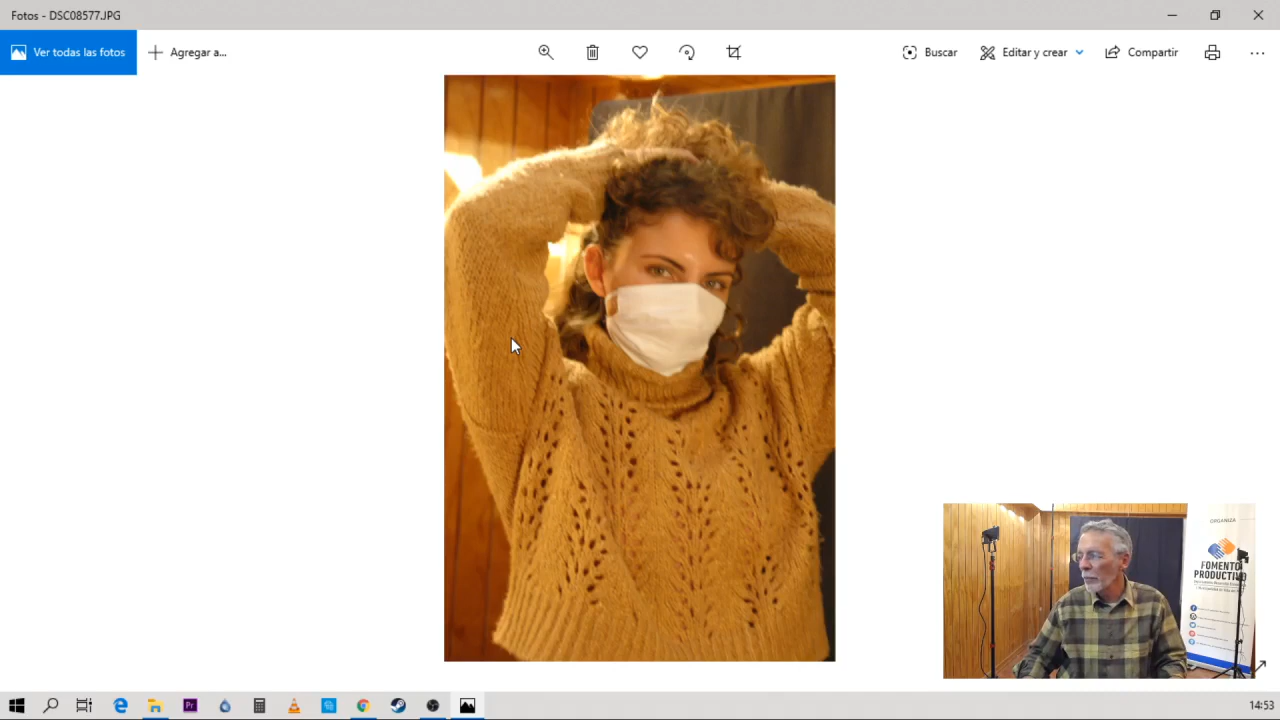 Fotos - DSC08577.JPG
Ver todas las fotos
Agregar a...
Buscar
Editar y crear
Compartir
ORGANIZA
FOMENTO
PRODUCTIVO
14:53